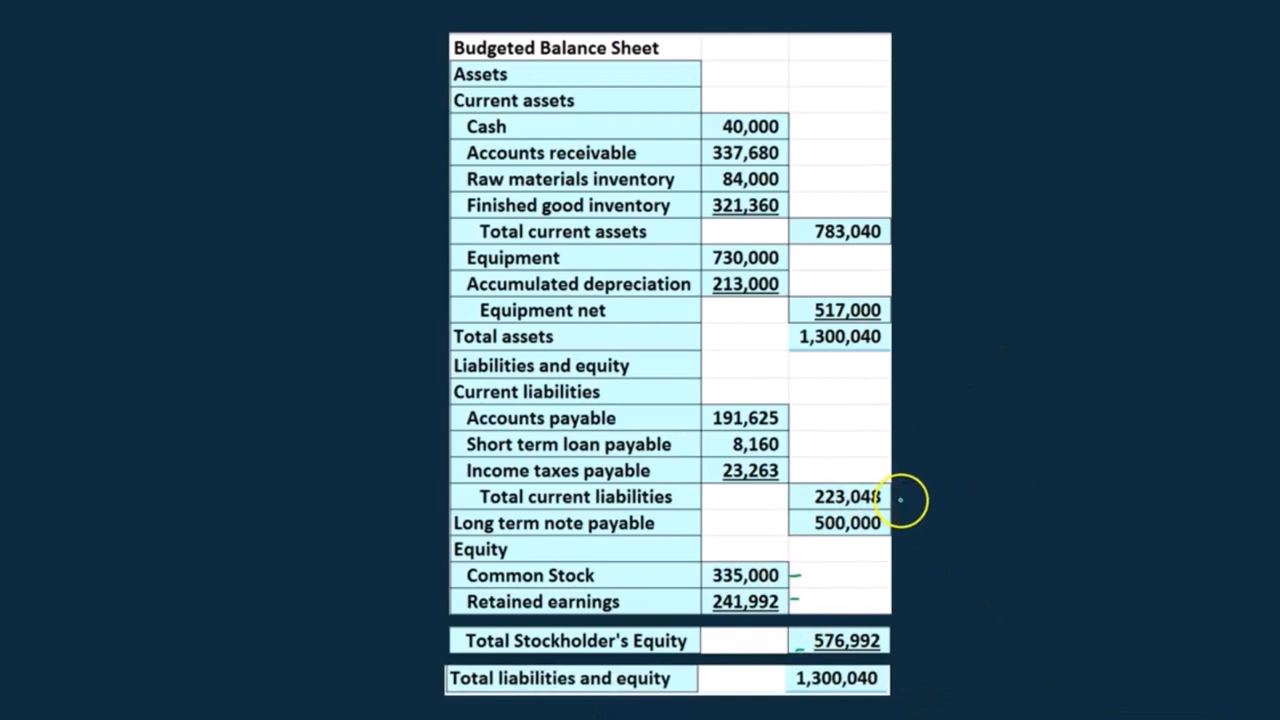 Budgeted Balance Sheet
Assets
Current assets
Cash 40,000
Accounts receivable 337,680
Raw materials inventory 84,000
Finished good inventory 321,360
Total current assets 783,040
Equipment 730,000
Accumulated depreciation 213,000
Equipment net 517,000
Total assets 1,300,040
Liabilities and equity
Current liabilities
Accounts payable 191,625
Short term loan payable 8,160
Income taxes payable 23,263
Total current liabilities 223,048
Long term note payable 500,000
Equity
Common Stock 335,000
Retained earnings 241,992
Total Stockholder's Equity 576,992
Total liabilities and equity 1,300,040